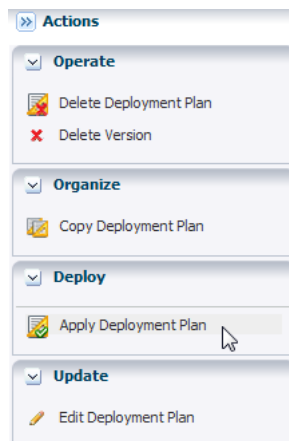 Actions
Operate
Delete Deployment Plan
Delete Version
Organize
Copy Deployment Plan
Deploy
Apply Deployment Plan
Update
Edit Deployment Plan